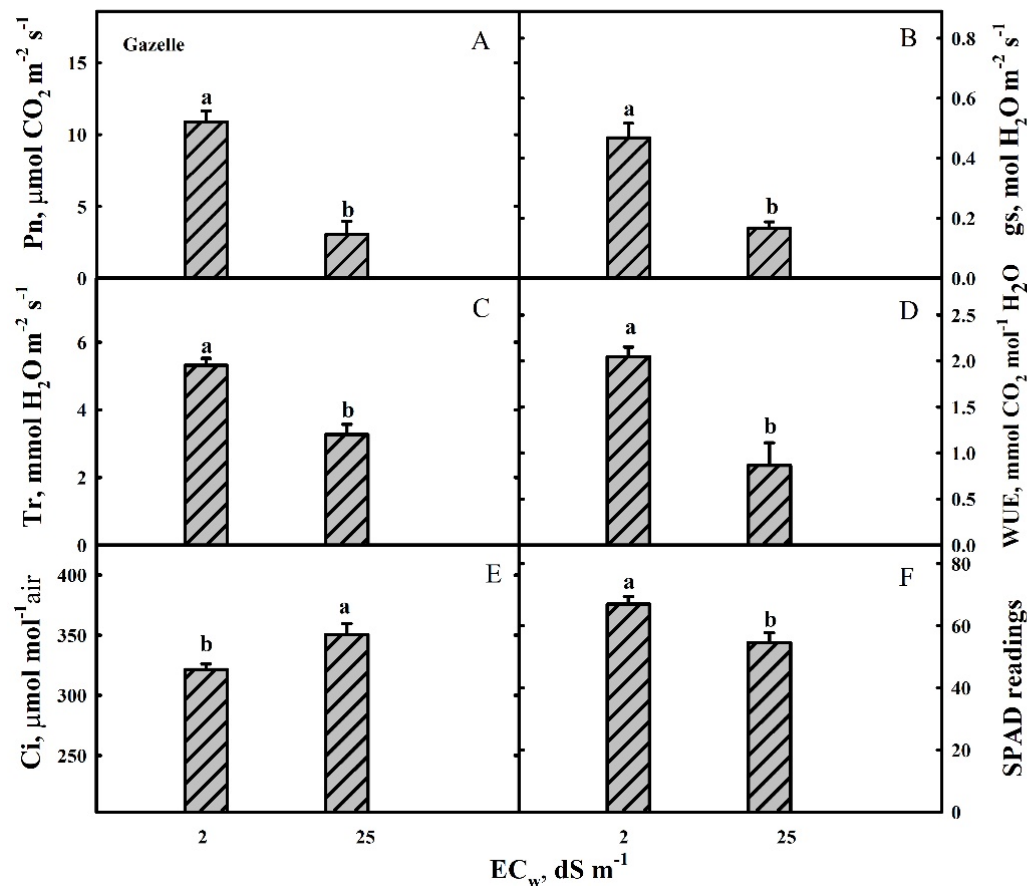 Gazelle
A
Pn, μmol CO₂ m⁻² s⁻¹
15
10
5
0
a
b
B
gs, mol H₂O m⁻² s⁻¹
0.8
0.6
0.4
0.2
0.0
a
b
C
Tr, mmol H₂O m⁻² s⁻¹
6
4
2
0
a
b
D
WUE, mmol CO₂ mol⁻¹ H₂O
2.5
2.0
1.5
1.0
0.5
0.0
a
b
E
Ci, μmol mol⁻¹ air
400
350
300
250
b
a
F
SPAD readings
80
60
40
20
0
a
b
2 25 2 25
EC_w, dS m⁻¹